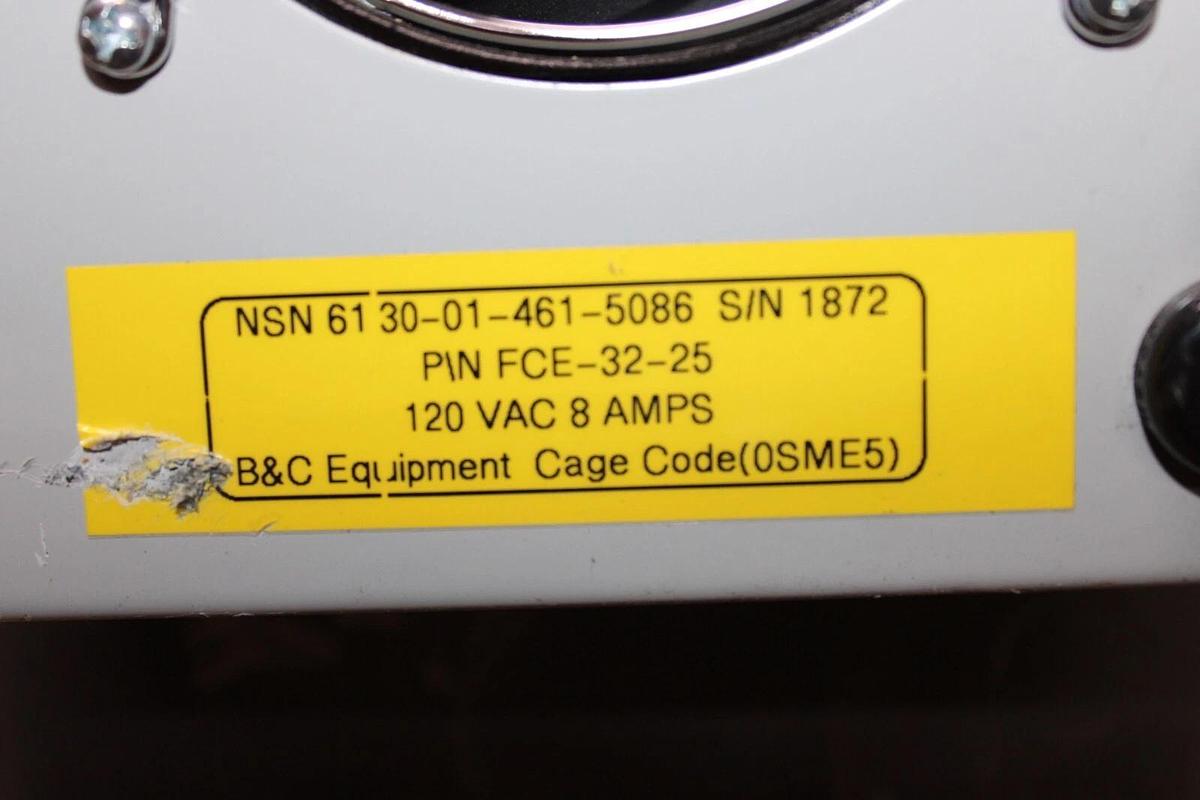 NSN 6130-01-461-5086 S/N 1872
P\N FCE-32-25
120 VAC 8 AMPS
B&C Equipment Cage Code(0SME5)